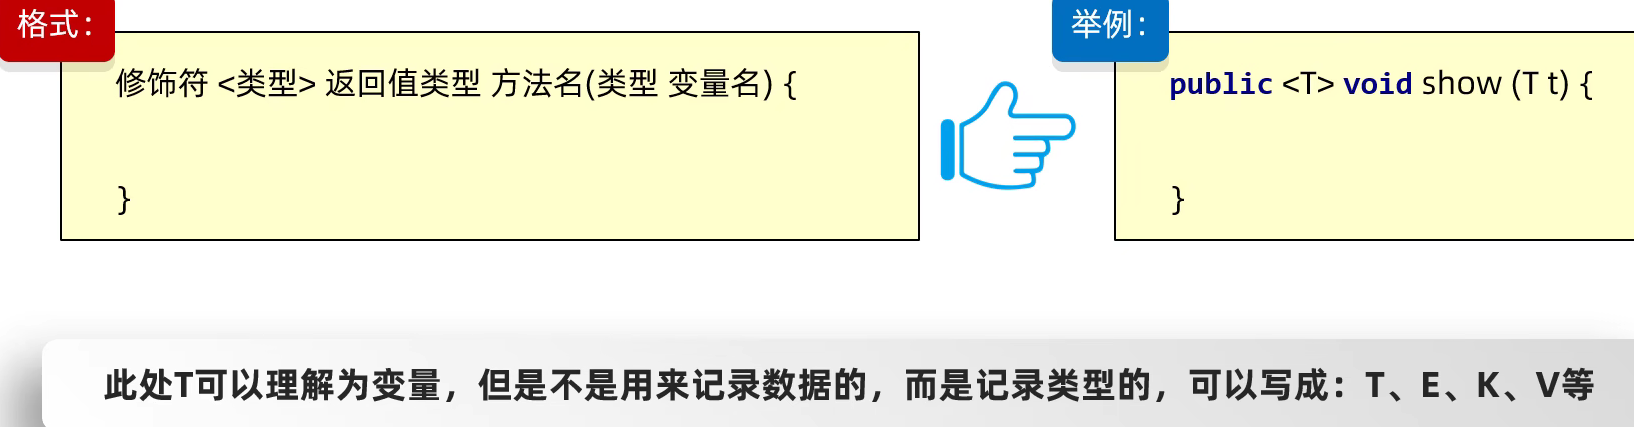 格式：
修饰符 <类型> 返回值类型 方法名(类型 变量名) {
}
举例：
public <T> void show (T t) {
}
此处T可以理解为变量，但是不是用来记录数据的，而是记录类型的，可以写成：T、E、K、V等